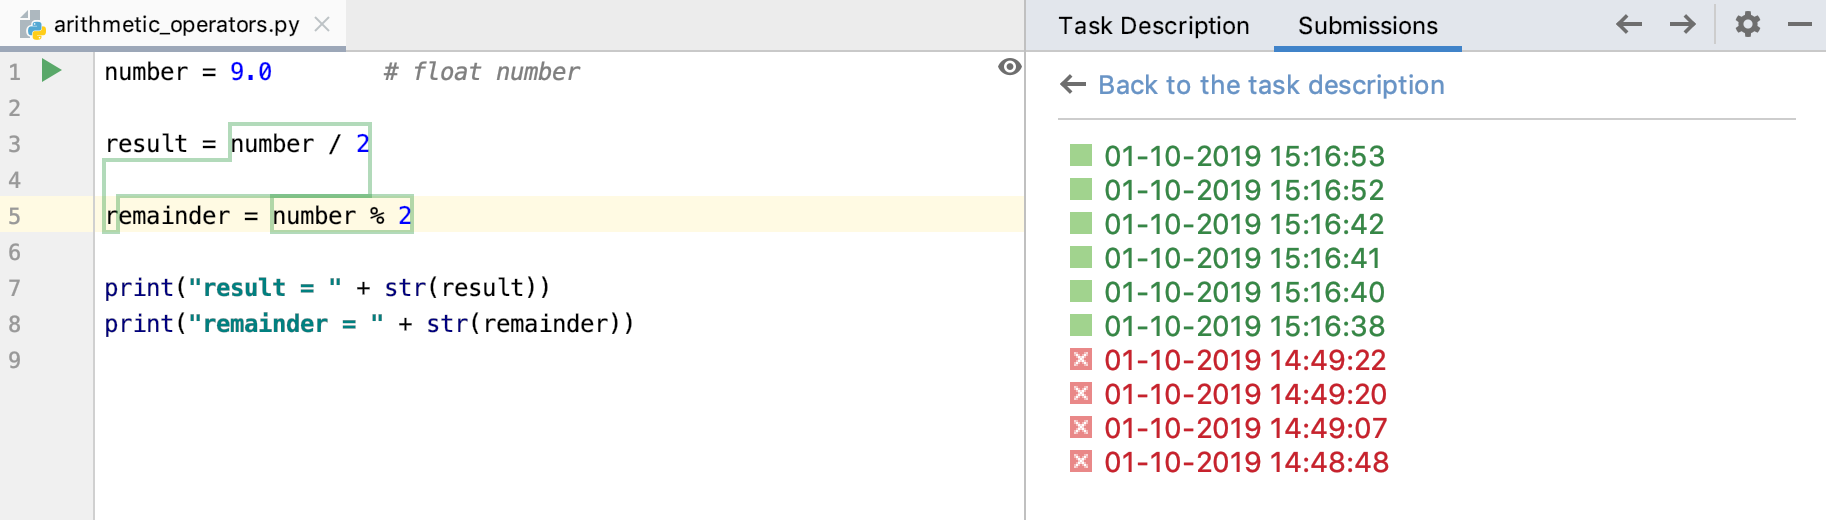 arithmetic_operators.py
1 number = 9.0 # float number
2
3 result = number / 2
4
5 remainder = number % 2
6
7 print("result = " + str(result))
8 print("remainder = " + str(remainder))
9
Task Description Submissions
Back to the task description
01-10-2019 15:16:53
01-10-2019 15:16:52
01-10-2019 15:16:42
01-10-2019 15:16:41
01-10-2019 15:16:40
01-10-2019 15:16:38
01-10-2019 14:49:22
01-10-2019 14:49:20
01-10-2019 14:49:07
01-10-2019 14:48:48